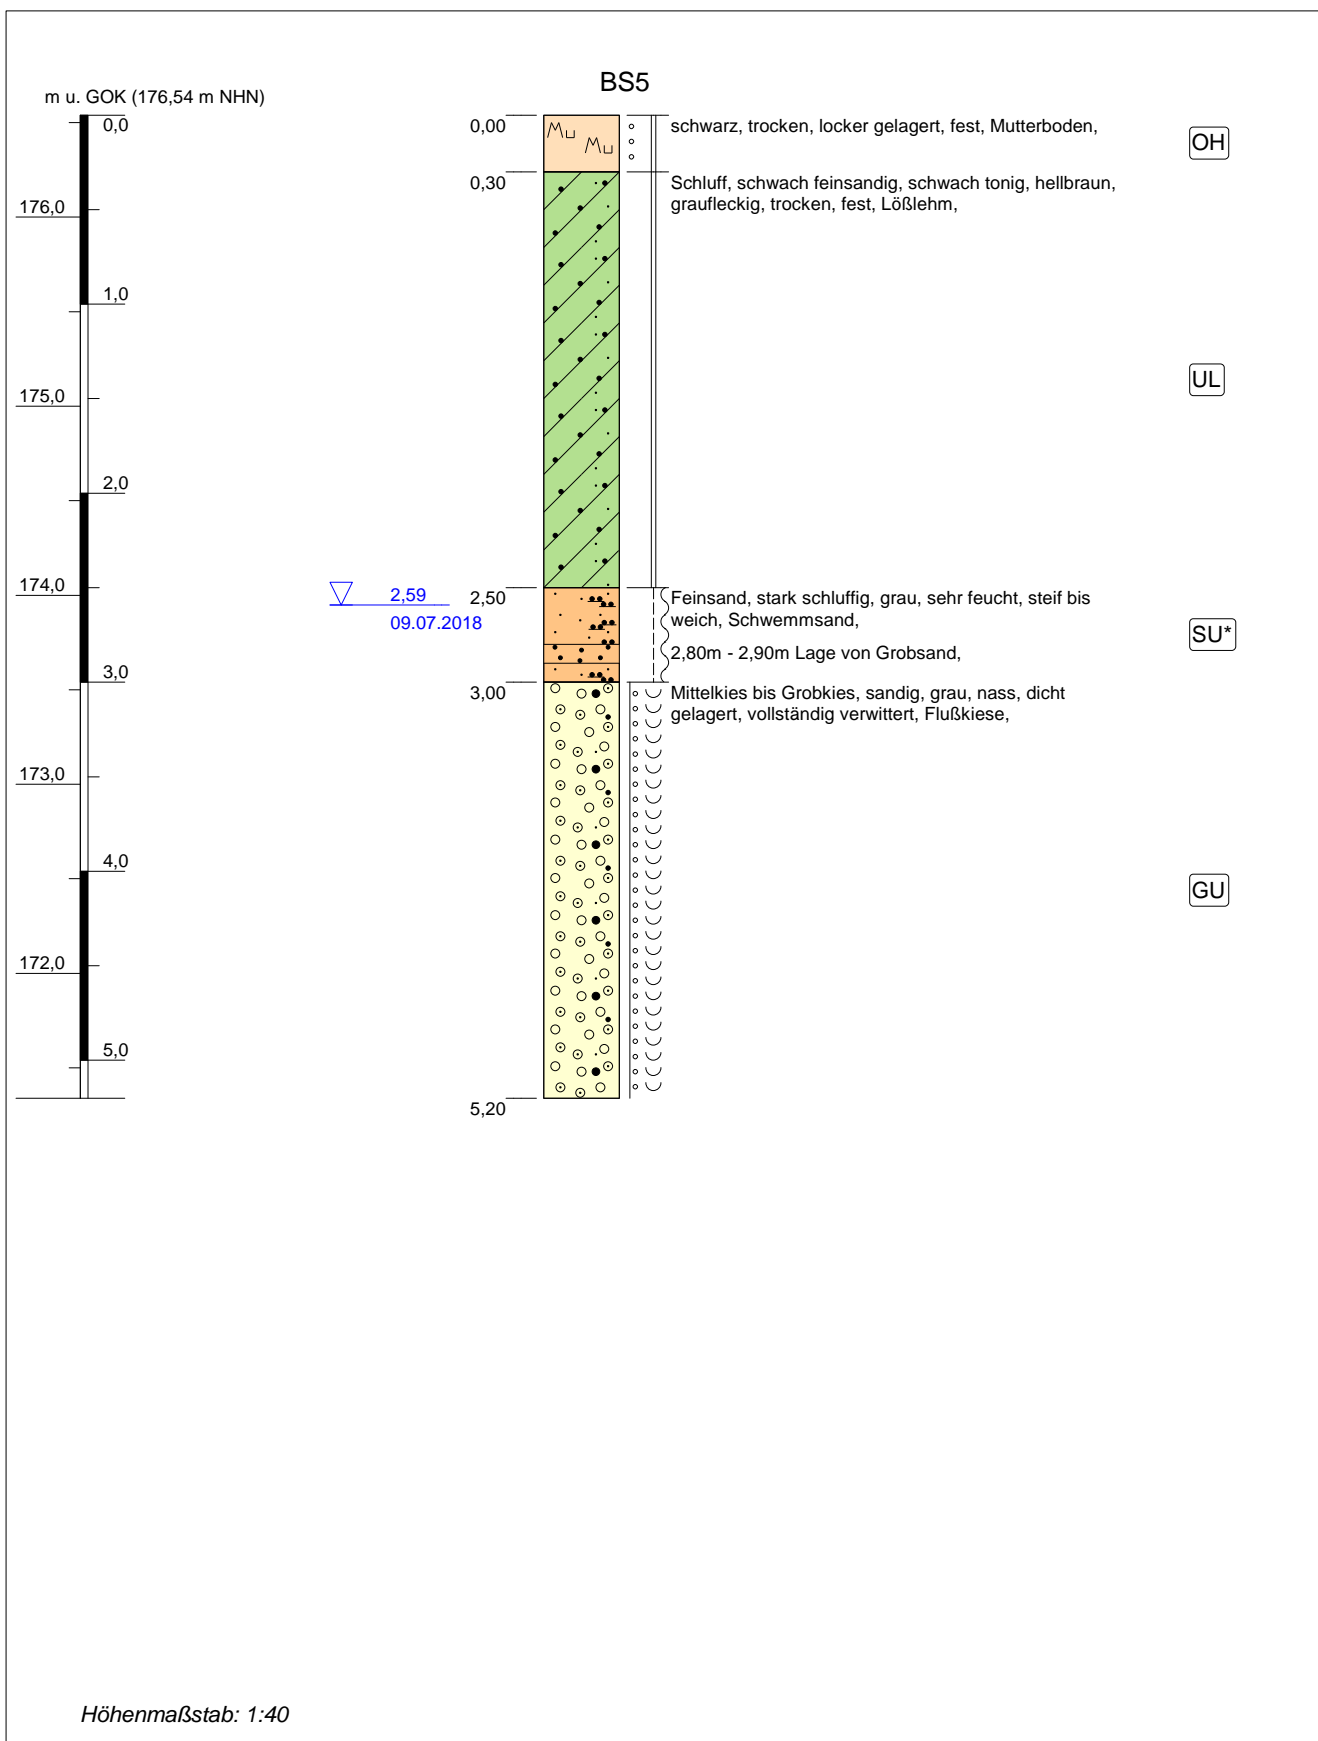 BS5
m u. GOK (176,54 m NHN)
0,0
0,00
Mu
Mu
schwarz, trocken, locker gelagert, fest, Mutterboden,
OH
0,30
Schluff, schwach feinsandig, schwach tonig, hellbraun,
graufleckig, trocken, fest, Lößlehm,
176,0
1,0
UL
175,0
2,0
174,0
2,59
09.07.2018
2,50
Feinsand, stark schluffig, grau, sehr feucht, steif bis
weich, Schwemmsand,
SU*
2,80m - 2,90m Lage von Grobsand,
3,0
3,00
Mittelkies bis Grobkies, sandig, grau, nass, dicht
gelagert, vollständig verwittert, Flußkiese,
173,0
4,0
GU
172,0
5,0
5,20
Höhenmaßstab: 1:40